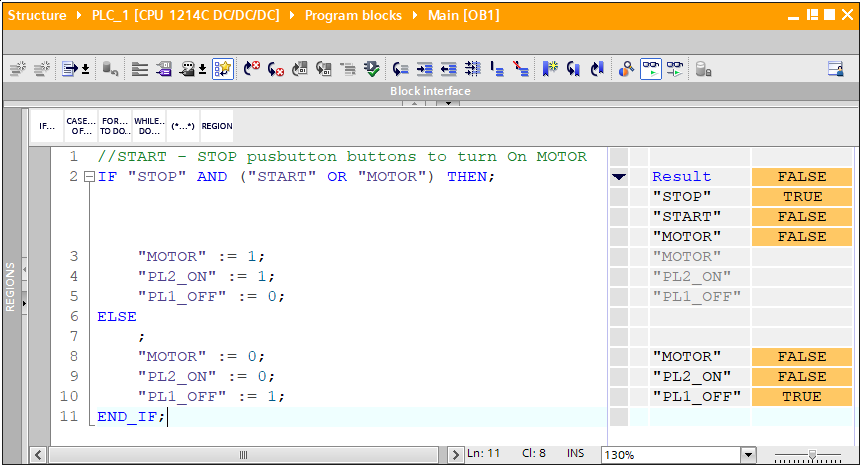 Structure ▸ PLC_1 [CPU 1214C DC/DC/DC] ▸ Program blocks ▸ Main [OB1]
Block interface
IF... CASE... OF... FOR... TO DO... WHILE... DO... (*...*) REGION
1 //START - STOP pusbutton buttons to turn On MOTOR
2 IF "STOP" AND ("START" OR "MOTOR") THEN; Result FALSE
"STOP" TRUE
"START" FALSE
"MOTOR" FALSE
3 "MOTOR" := 1; "MOTOR"
4 "PL2_ON" := 1; "PL2_ON"
5 "PL1_OFF" := 0; "PL1_OFF"
6 ELSE
7 ;
8 "MOTOR" := 0; "MOTOR" FALSE
9 "PL2_ON" := 0; "PL2_ON" FALSE
10 "PL1_OFF" := 1; "PL1_OFF" TRUE
11 END_IF;
REGIONS
Ln: 11 Cl: 8 INS 130%